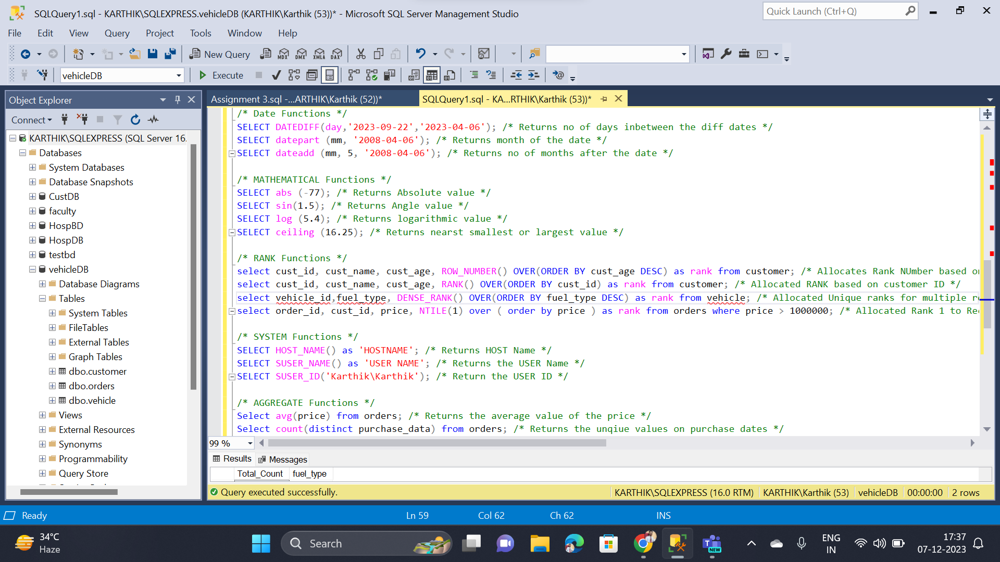 SQLQuery1.sql - KARTHIK\SQLEXPRESS.vehicleDB (KARTHIK\Karthik (53))* - Microsoft SQL Server Management Studio
Quick Launch (Ctrl+Q)
File Edit View Query Project Tools Window Help
New Query MDX DMX XMLA DAX
vehicleDB Execute
Object Explorer
Connect
KARTHIK\SQLEXPRESS (SQL Server 16.
Databases
System Databases
Database Snapshots
CustDB
faculty
HospBD
HospDB
testbd
vehicleDB
Database Diagrams
Tables
System Tables
FileTables
External Tables
Graph Tables
dbo.customer
dbo.orders
dbo.vehicle
Views
External Resources
Synonyms
Programmability
Query Store
Assignment 3.sql -...ARTHIK\Karthik (52))*
SQLQuery1.sql - KA...RTHIK\Karthik (53))*
/* Date Functions */
SELECT DATEDIFF(day,'2023-09-22','2023-04-06'); /* Returns no of days inbetween the diff dates */
SELECT datepart (mm, '2008-04-06'); /* Returns month of the date */
SELECT dateadd (mm, 5, '2008-04-06'); /* Returns no of months after the date */
/* MATHEMATICAL Functions */
SELECT abs (-77); /* Returns Absolute value */
SELECT sin(1.5); /* Returns Angle value */
SELECT log (5.4); /* Returns logarithmic value */
SELECT ceiling (16.25); /* Returns nearst smallest or largest value */
/* RANK Functions */
select cust_id, cust_name, cust_age, ROW_NUMBER() OVER(ORDER BY cust_age DESC) as rank from customer; /* Allocates Rank NUmber based o
select cust_id, cust_name, cust_age, RANK() OVER(ORDER BY cust_id) as rank from customer; /* Allocated RANK based on customer ID */
select vehicle_id,fuel_type, DENSE_RANK() OVER(ORDER BY fuel_type DESC) as rank from vehicle; /* Allocated Unique ranks for multiple r
select order_id, cust_id, price, NTILE(1) over ( order by price ) as rank from orders where price > 1000000; /* Allocated Rank 1 to Re
/* SYSTEM Functions */
SELECT HOST_NAME() as 'HOSTNAME'; /* Returns HOST Name */
SELECT SUSER_NAME() as 'USER NAME'; /* Returns the USER Name */
SELECT SUSER_ID('Karthik\Karthik'); /* Return the USER ID */
/* AGGREGATE Functions */
Select avg(price) from orders; /* Returns the average value of the price */
Select count(distinct purchase_data) from orders; /* Returns the unqiue values on purchase dates */
99 %
Results Messages
Total_Count fuel_type
Query executed successfully. KARTHIK\SQLEXPRESS (16.0 RTM) KARTHIK\Karthik (53) vehicleDB 00:00:00 2 rows
Ready Ln 59 Col 62 Ch 62 INS
34°C
Haze
Search
NEW
ENG
IN
17:37
07-12-2023